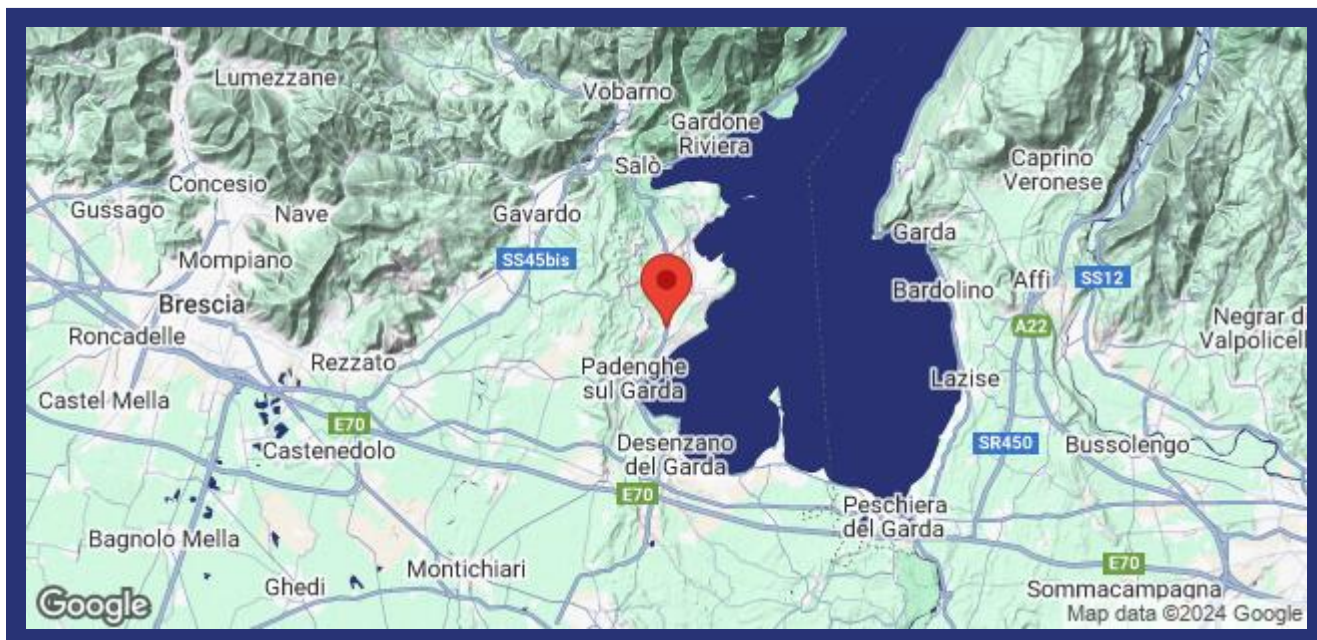 Lumezzane
Vobarno
Gardone
Riviera
Salò
Caprino
Veronese
Concesio
Gussago
Nave
Gavardo
Garda
Mompiano
SS45bis
Bardolino
Affi
SS12
Brescia
A22
Negrar d
Valpolicell
Roncadelle
Rezzato
Padenghe
sul Garda
Lazise
Castel Mella
E70
Castenedolo
Desenzano
del Garda
SR450
Bussolengo
E70
Peschiera
del Garda
Bagnolo Mella
Montichiari
E70
Ghedi
Sommacampagna
Google
Map data ©2024 Google